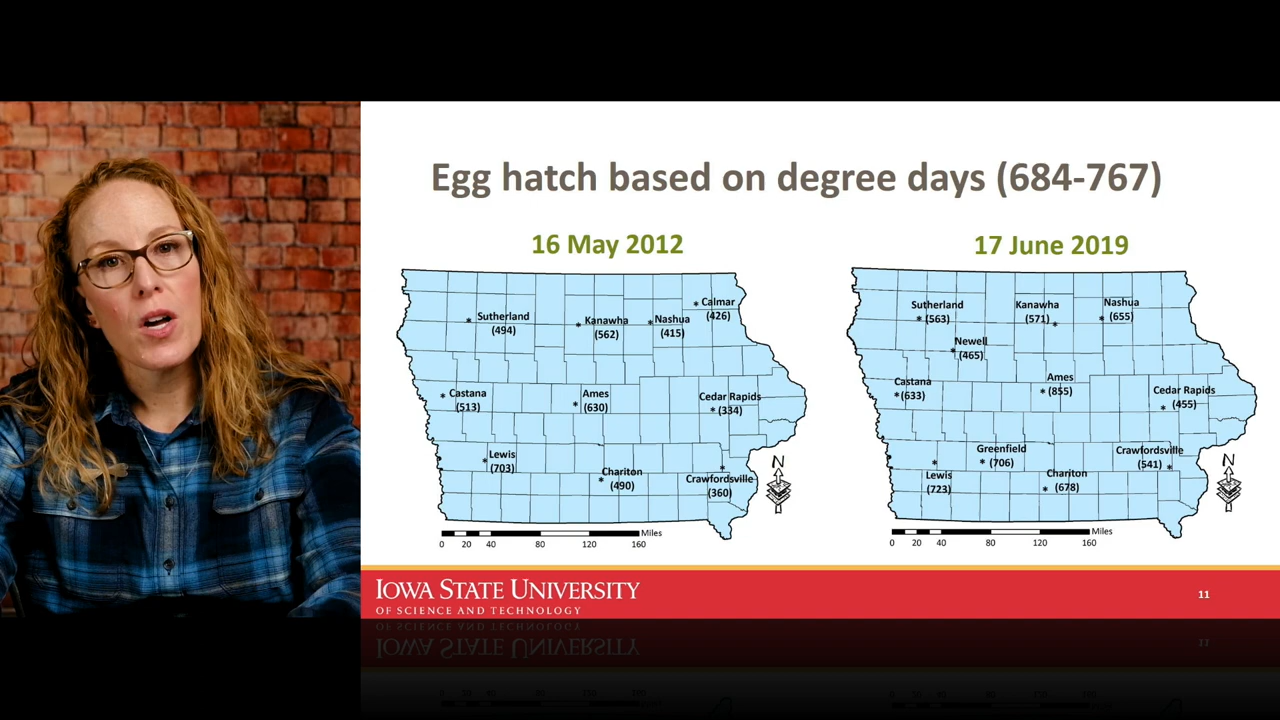 Egg hatch based on degree days (684-767)
16 May 2012
Calmar
(426)
Sutherland
(494)
Kanawha
(562)
Nashua
(415)
Castana
(513)
Ames
(630)
Cedar Rapids
(334)
Lewis
(703)
Chariton
(490)
Crawfordsville
(360)
N
Miles
0 20 40 80 120 160
17 June 2019
Sutherland
(563)
Kanawha
(571)
Nashua
(655)
Newell
(465)
Castana
(633)
Ames
(855)
Cedar Rapids
(455)
Greenfield
(706)
Crawfordsville
(541)
Lewis
(723)
Chariton
(678)
N
Miles
0 20 40 80 120 160
IOWA STATE UNIVERSITY
OF SCIENCE AND TECHNOLOGY
11